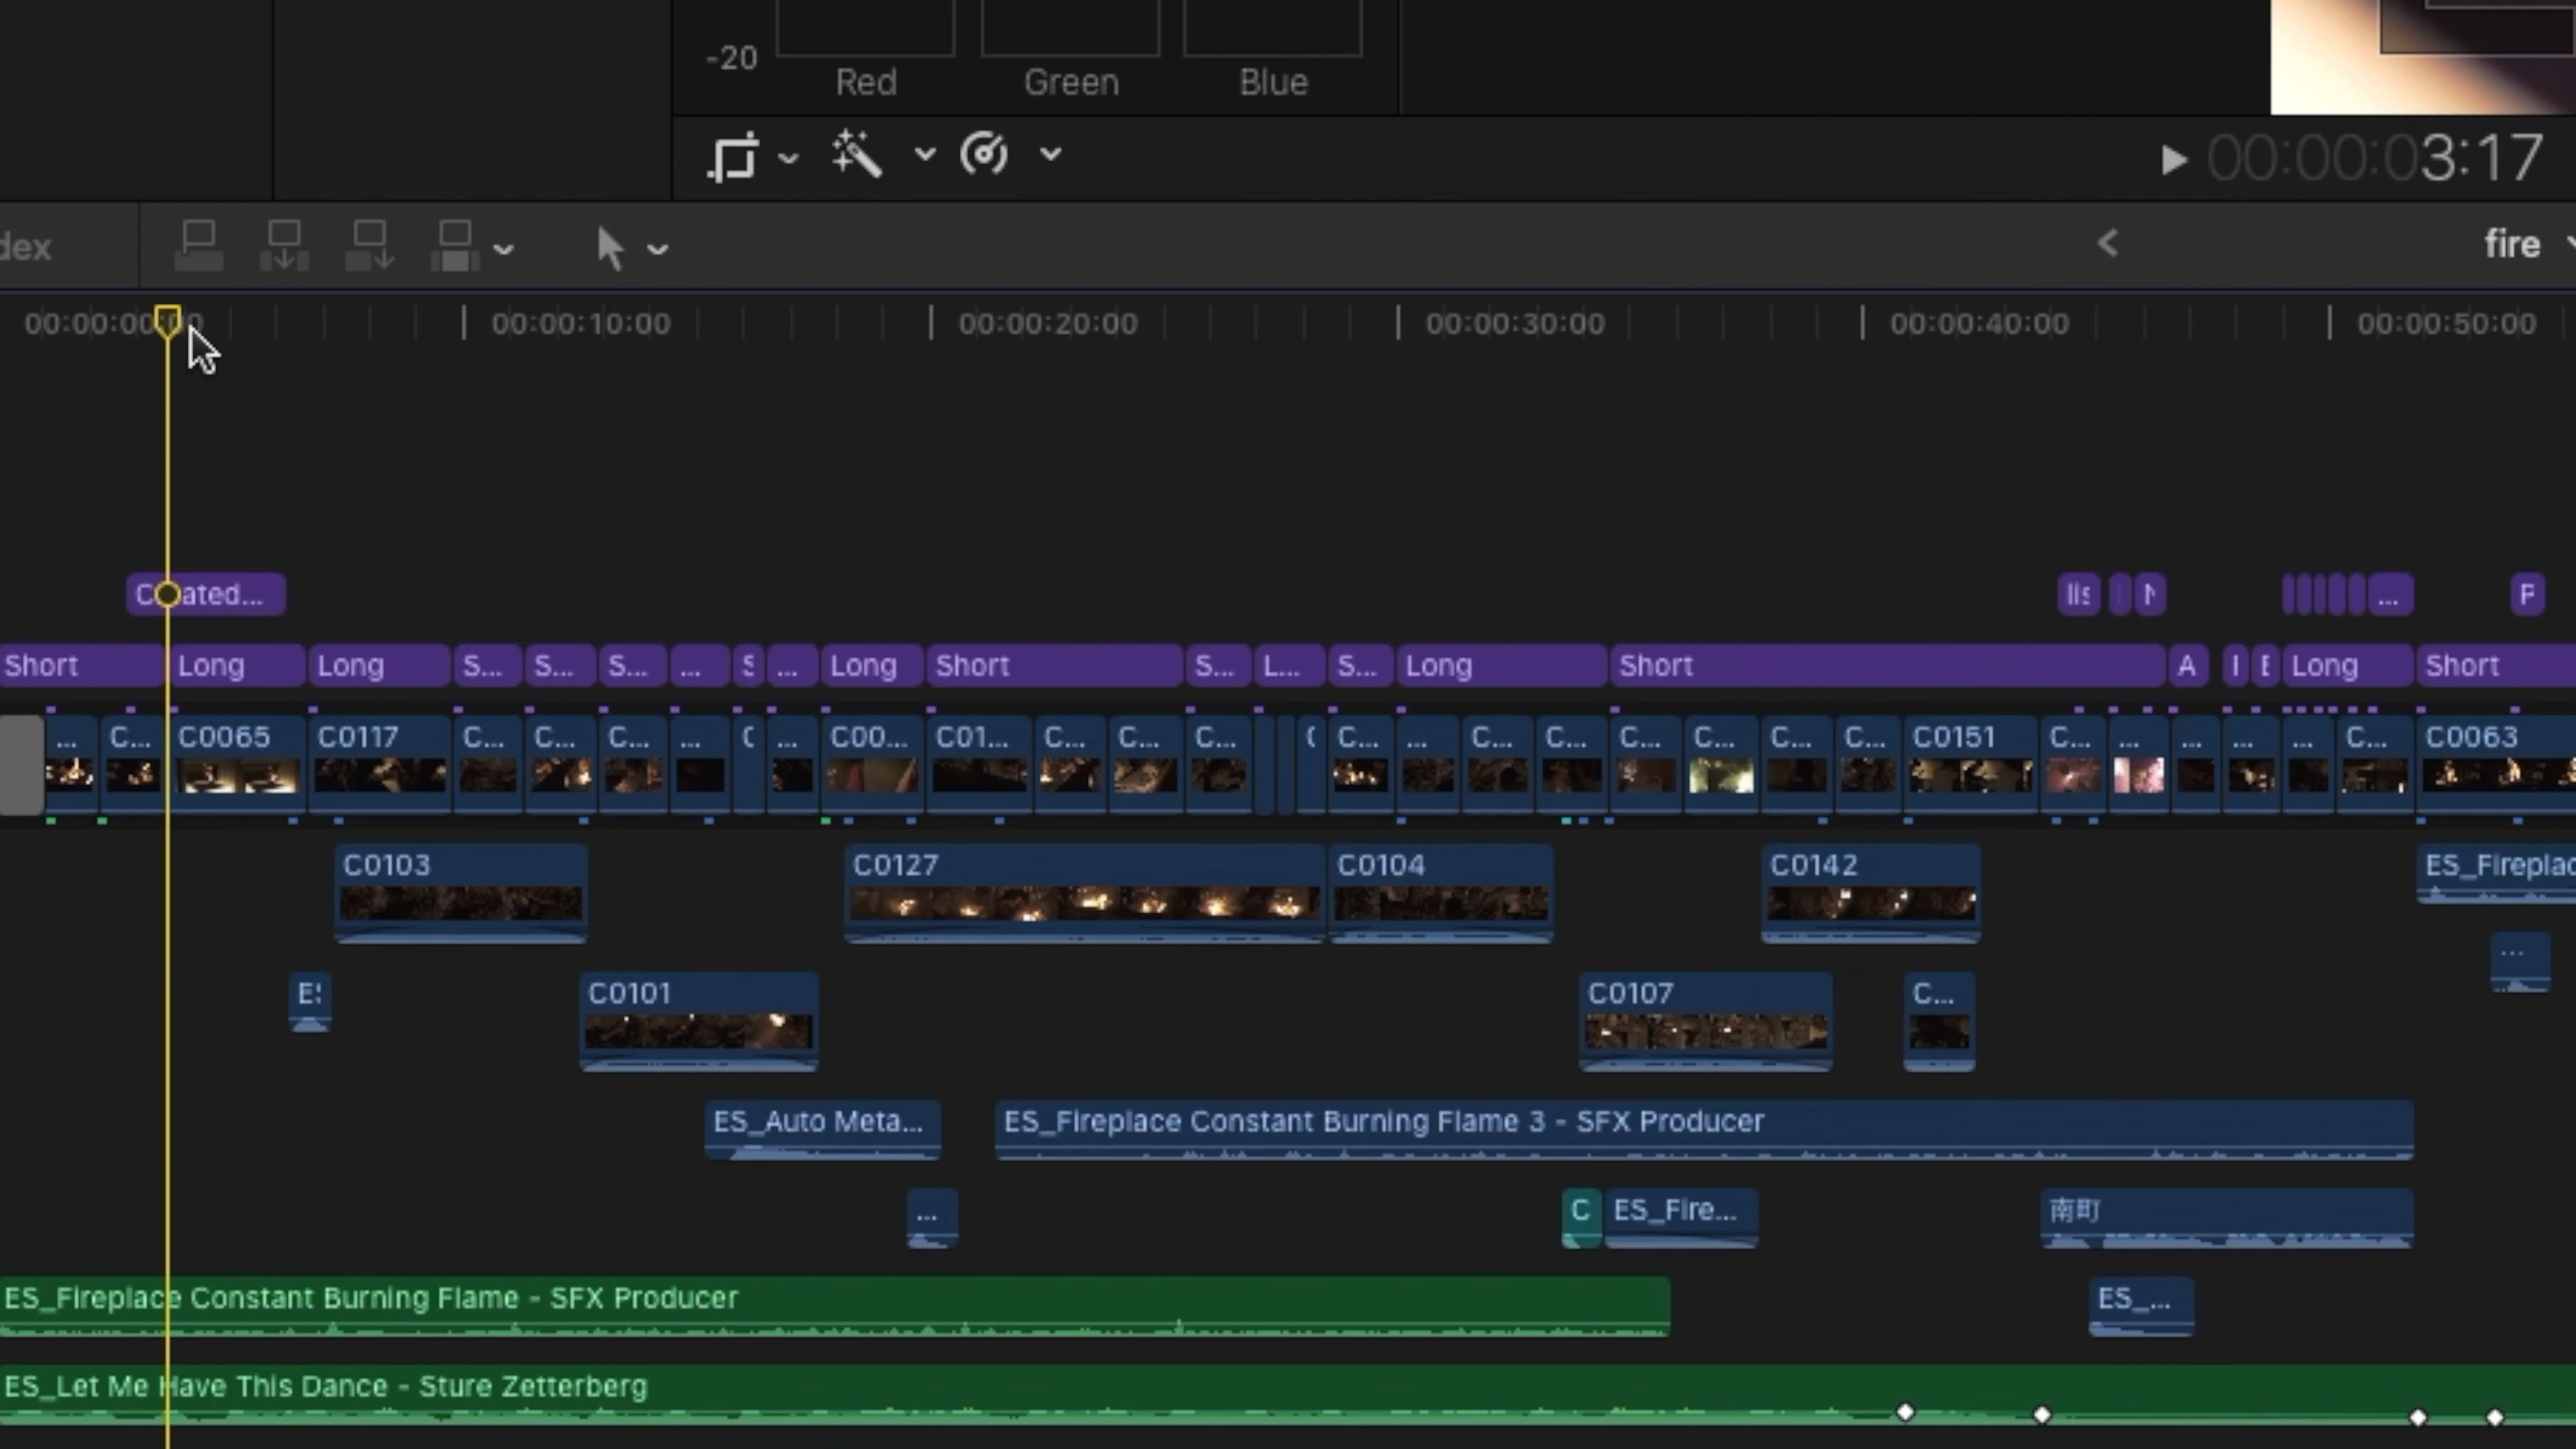 -20
Red Green Blue
00:00:03:17
dex
fire
00:00:10:00 00:00:20:00 00:00:30:00 00:00:40:00 00:00:50:00
lis ... F
Short Long Long S... S... S... ... S ... Long Short S... L... S... Long Short A Long Short
... C... C0065 C0117 C... C... C... ... C ... C00... C01... C... C... C... C... ... C... C... C... C... C... C... C0151 C... ... ... ... ... C... C0063
C0103 C0127 C0104 C0142 ES_Fireplac
...
C0101 C0107 C...
ES_Auto Meta... ES_Fireplace Constant Burning Flame 3 - SFX Producer
... C ES_Fire... 南町
ES_Fireplace Constant Burning Flame - SFX Producer ES_...
ES_Let Me Have This Dance - Sture Zetterberg